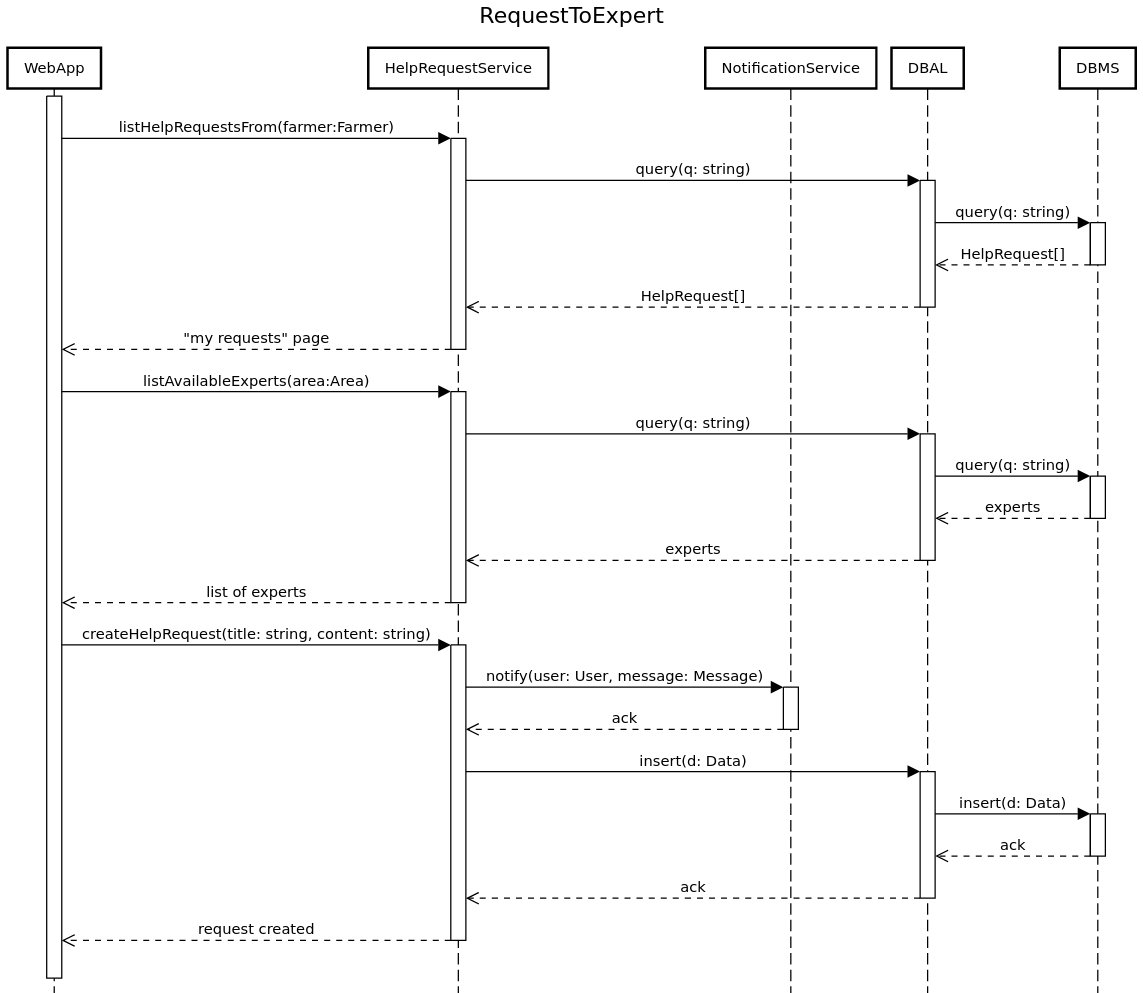 RequestToExpert
WebApp
HelpRequestService
NotificationService
DBAL
DBMS
listHelpRequestsFrom(farmer:Farmer)
query(q: string)
query(q: string)
HelpRequest[]
HelpRequest[]
"my requests" page
listAvailableExperts(area:Area)
query(q: string)
query(q: string)
experts
experts
list of experts
createHelpRequest(title: string, content: string)
notify(user: User, message: Message)
ack
insert(d: Data)
insert(d: Data)
ack
ack
request created